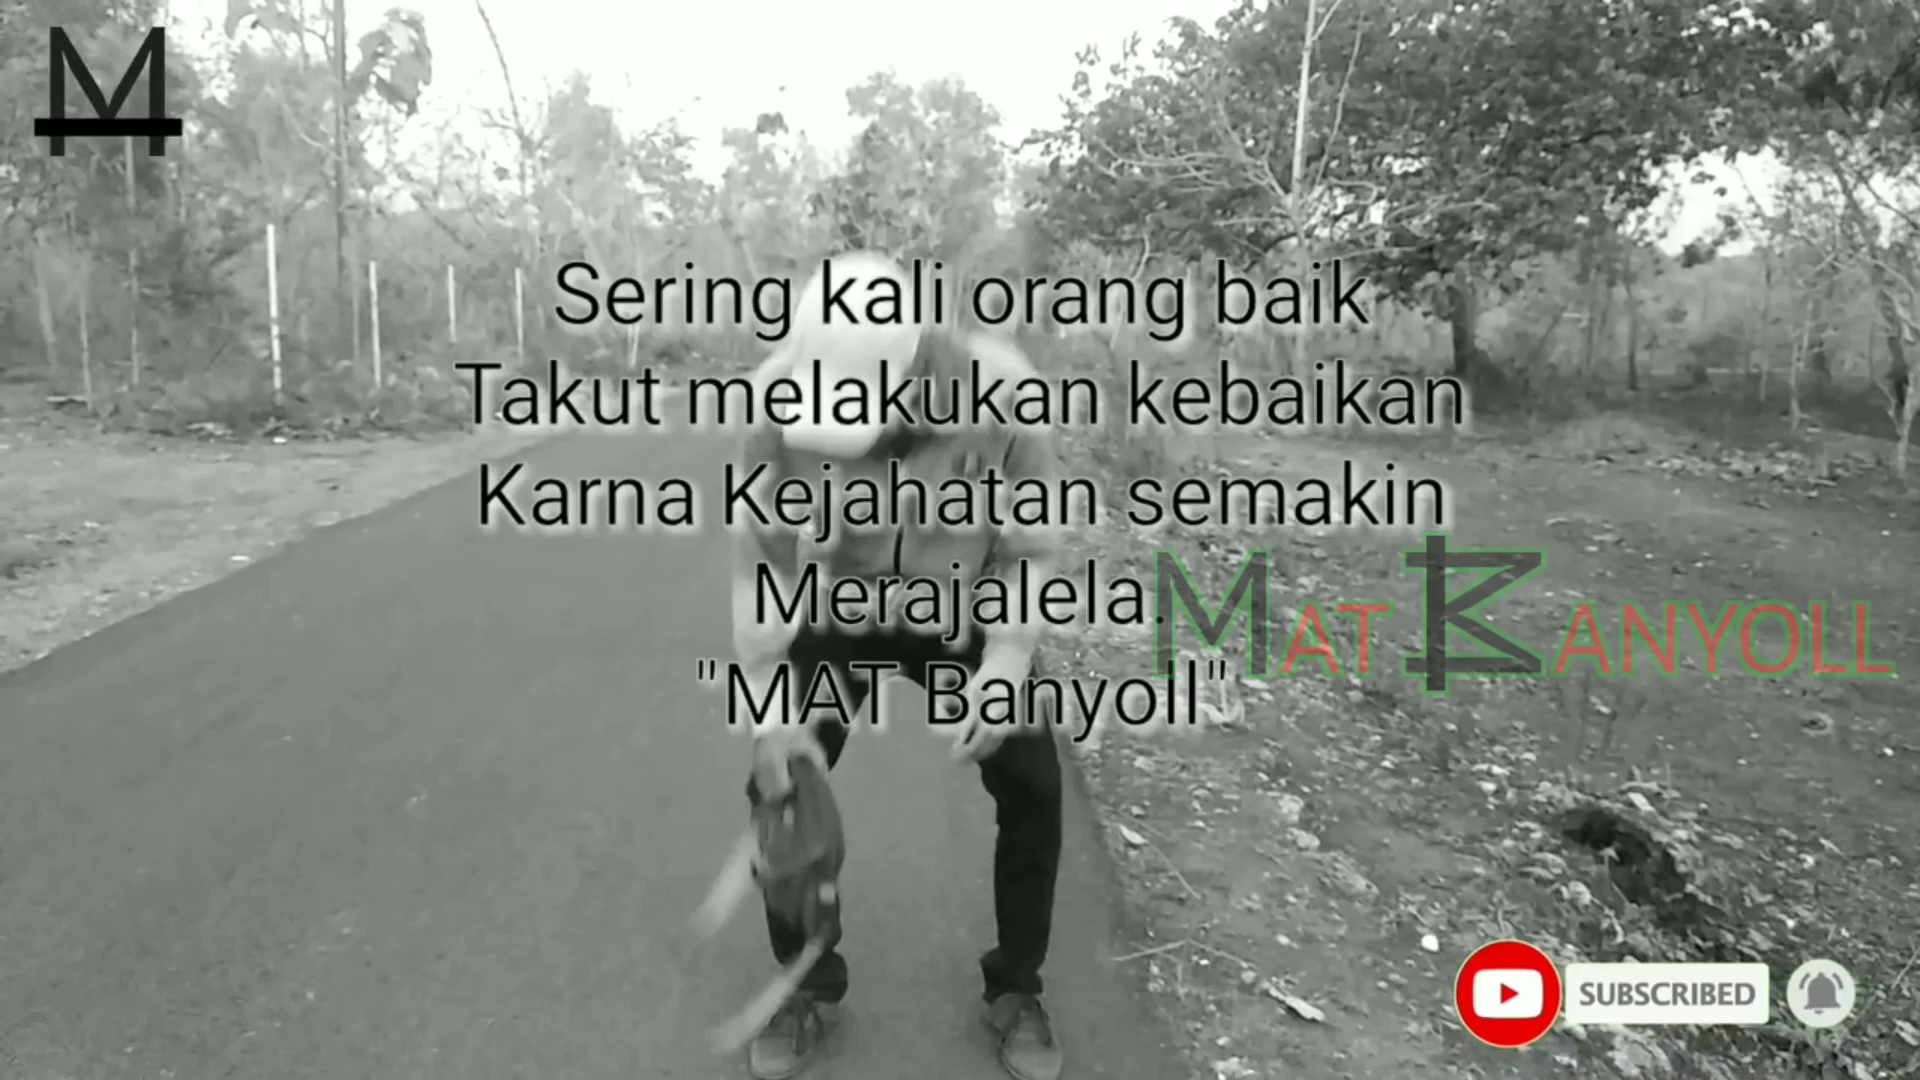 M
Sering kali orang baik
Takut melakukan kebaikan
Karna Kejahatan semakin
Merajalela.
"MAT Banyoll"
MAT BANYOLL
SUBSCRIBED